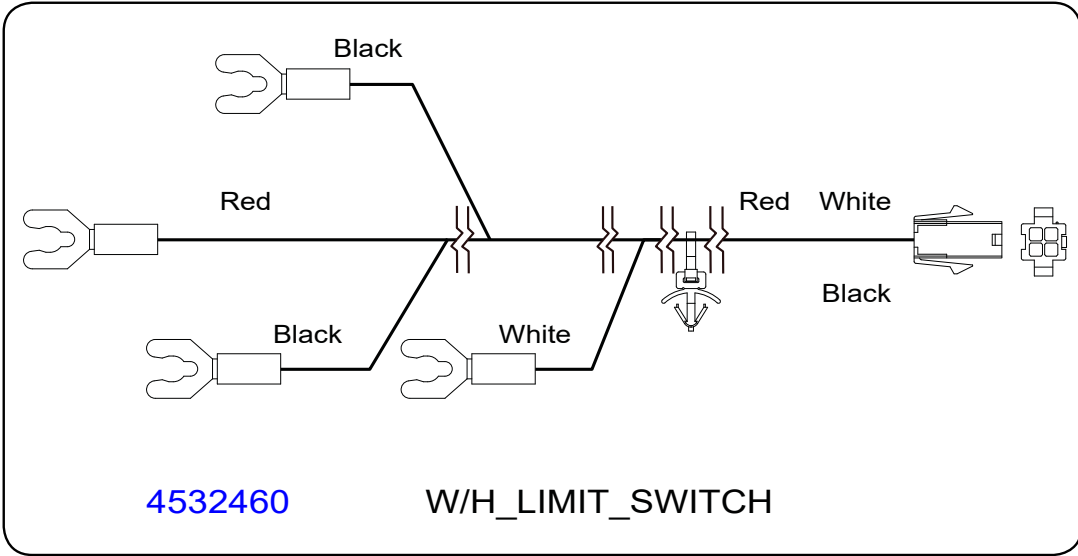 Black
Red
Red White
Black
Black
White
4532460 W/H_LIMIT_SWITCH